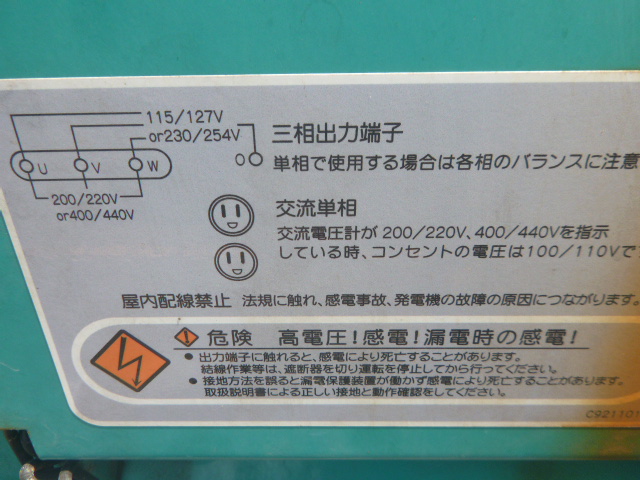 115/127V
or230/254V
U V W O
200/220V
or400/440V
三相出力端子
単相で使用する場合は各相のバランスに注意
交流単相
交流電圧計が 200/220V、400/440Vを指示
している時、コンセントの電圧は100/110Vで
屋内配線禁止 法規に触れ、感電事故、発電機の故障の原因につながります。
危険 高電圧!感電!漏電時の感電!
● 出力端子に触れると、感電により死亡することがあります。
結線作業等は、遮断器を切り運転を停止してから行ってください。
● 接地方法を誤ると漏電保護装置が働かず感電により死亡することがあります。
取扱説明書による正しい接地と動作確認をしてください。
C921101